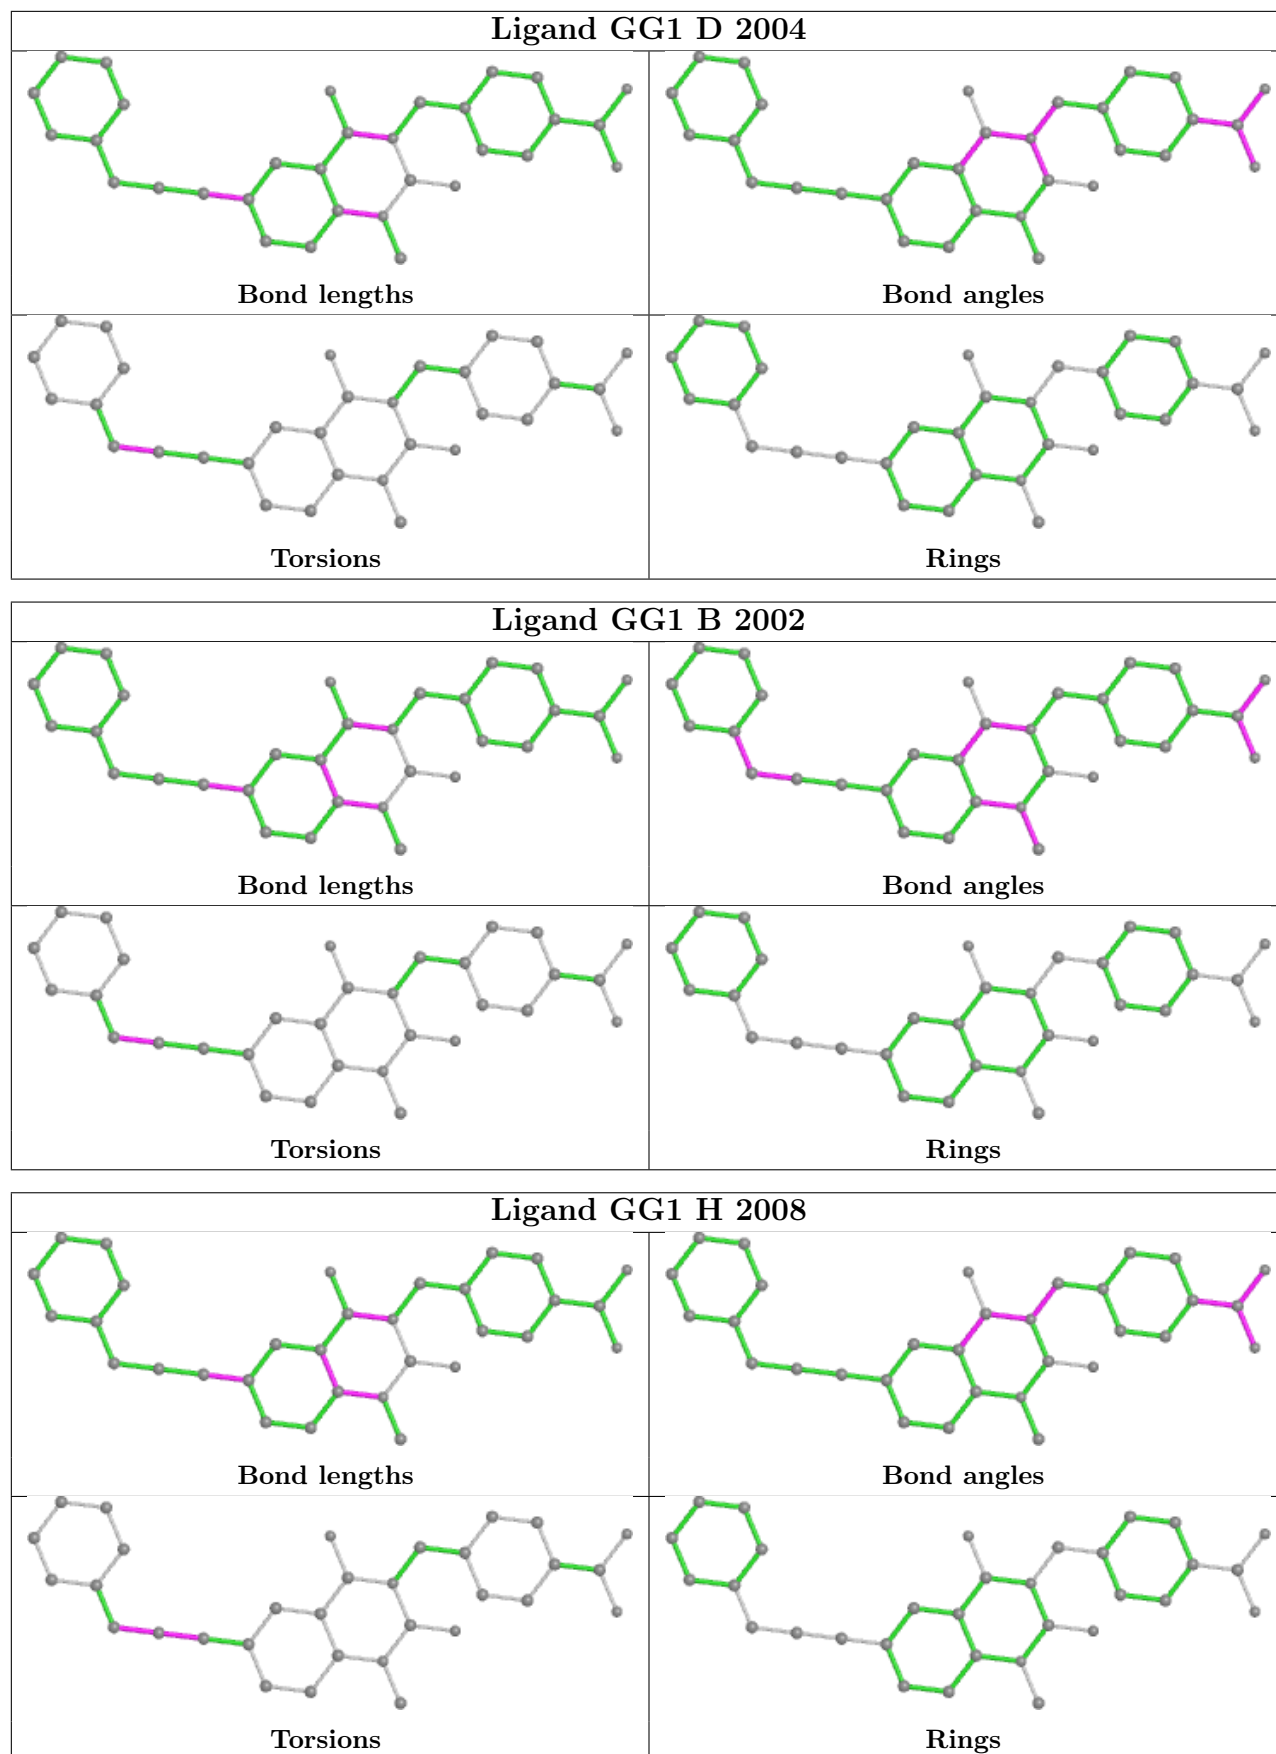 Ligand GG1 D 2004
Bond lengths
Bond angles
Torsions
Rings
Ligand GG1 B 2002
Bond lengths
Bond angles
Torsions
Rings
Ligand GG1 H 2008
Bond lengths
Bond angles
Torsions
Rings